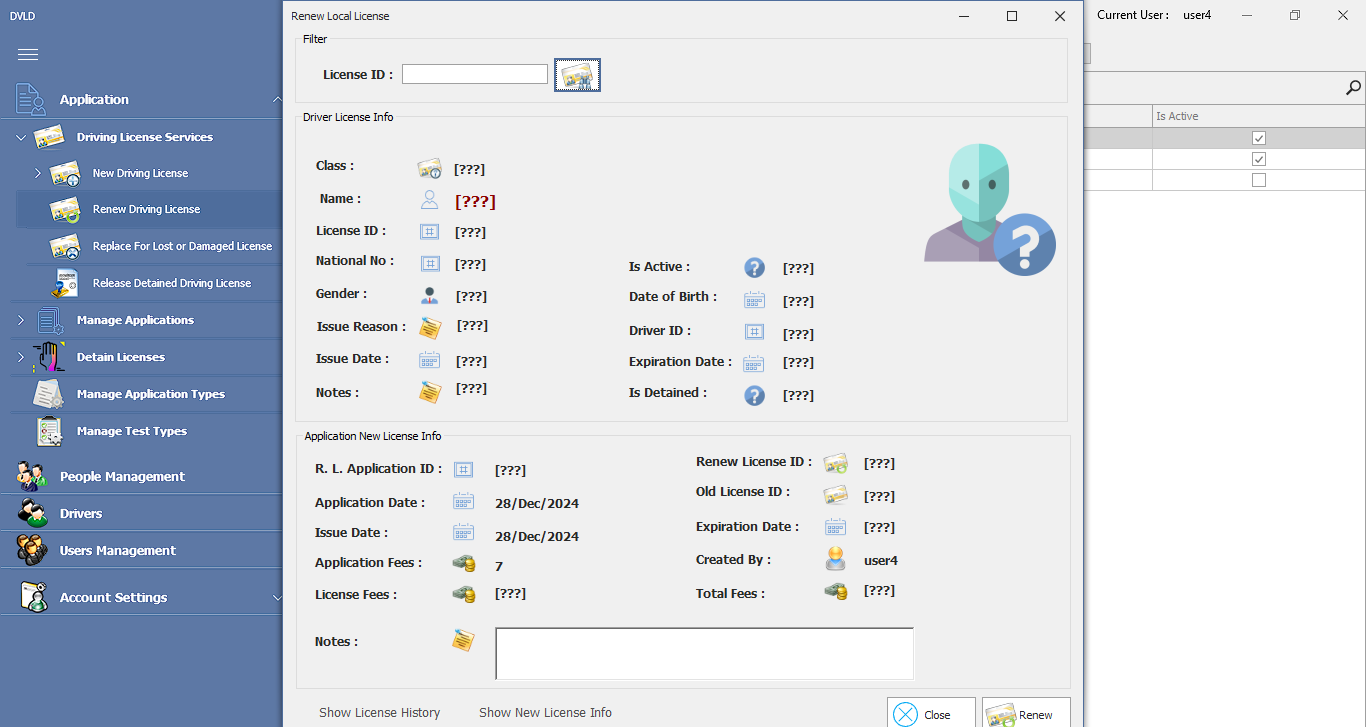 DVLD
Application
Driving License Services
New Driving License
Renew Driving License
Replace For Lost or Damaged License
Release Detained Driving License
Manage Applications
Detain Licenses
Manage Application Types
Manage Test Types
People Management
Drivers
Users Management
Account Settings
Renew Local License
Filter
License ID :
Driver License Info
Class : [???]
Name : [???]
License ID : [???]
National No : [???]
Gender : [???]
Issue Reason : [???]
Issue Date : [???]
Notes : [???]
Is Active : [???]
Date of Birth : [???]
Driver ID : [???]
Expiration Date : [???]
Is Detained : [???]
Application New License Info
R. L. Application ID : [???]
Application Date : 28/Dec/2024
Issue Date : 28/Dec/2024
Application Fees : 7
License Fees : [???]
Renew License ID : [???]
Old License ID : [???]
Expiration Date : [???]
Created By : user4
Total Fees : [???]
Notes :
Show License History
Show New License Info
Close
Renew
Current User : user4
Is Active